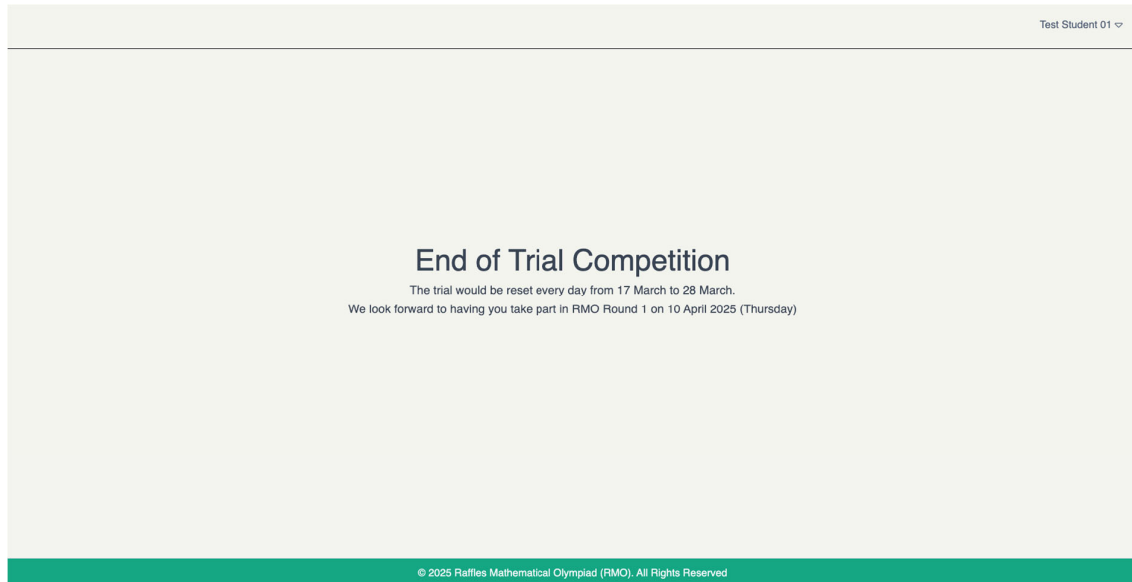 Test Student 01
End of Trial Competition
The trial would be reset every day from 17 March to 28 March.
We look forward to having you take part in RMO Round 1 on 10 April 2025 (Thursday)
© 2025 Raffles Mathematical Olympiad (RMO). All Rights Reserved